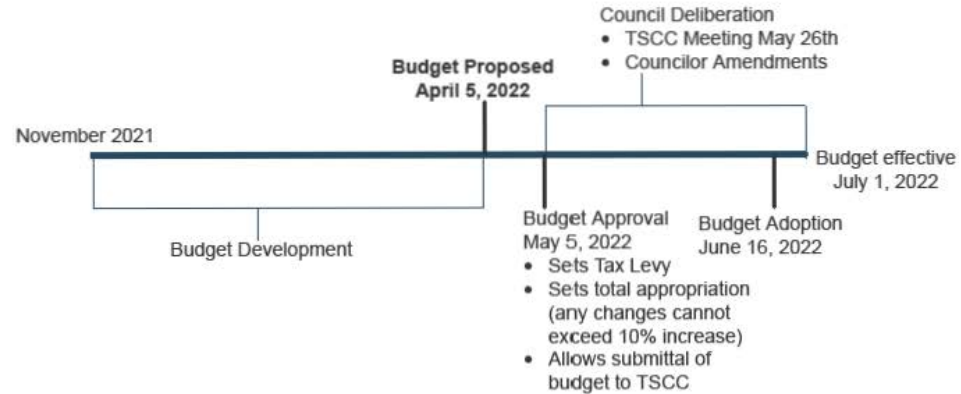 Council Deliberation
• TSCC Meeting May 26th
• Councilor Amendments
Budget Proposed
April 5, 2022
November 2021
Budget effective
July 1, 2022
Budget Development
Budget Approval
May 5, 2022
• Sets Tax Levy
• Sets total appropriation
(any changes cannot
exceed 10% increase)
• Allows submittal of
budget to TSCC
Budget Adoption
June 16, 2022